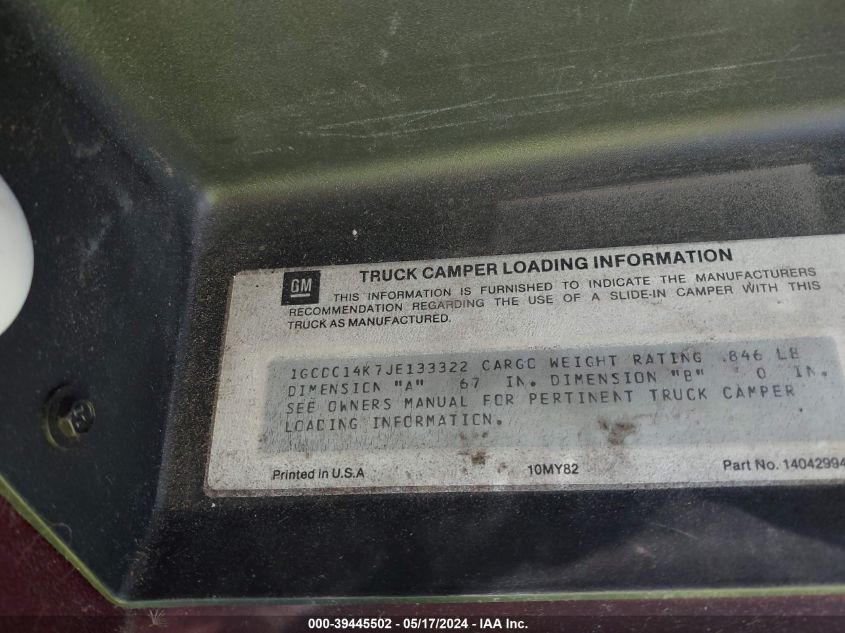 GM
TRUCK CAMPER LOADING INFORMATION
THIS INFORMATION IS FURNISHED TO INDICATE THE MANUFACTURERS
RECOMMENDATION REGARDING THE USE OF A SLIDE-IN CAMPER WITH THIS
TRUCK AS MANUFACTURED.
1GCDC14K7JE133322 CARGO WEIGHT RATING .846 LB
DIMENSION "A" 67 IN. DIMENSION "B" 0 IN.
SEE OWNERS MANUAL FOR PERTINENT TRUCK CAMPER
LOADING INFORMATION.
Printed in U.S.A 10MY82 Part No. 14042994
000-39445502 - 05/17/2024 - IAA Inc.